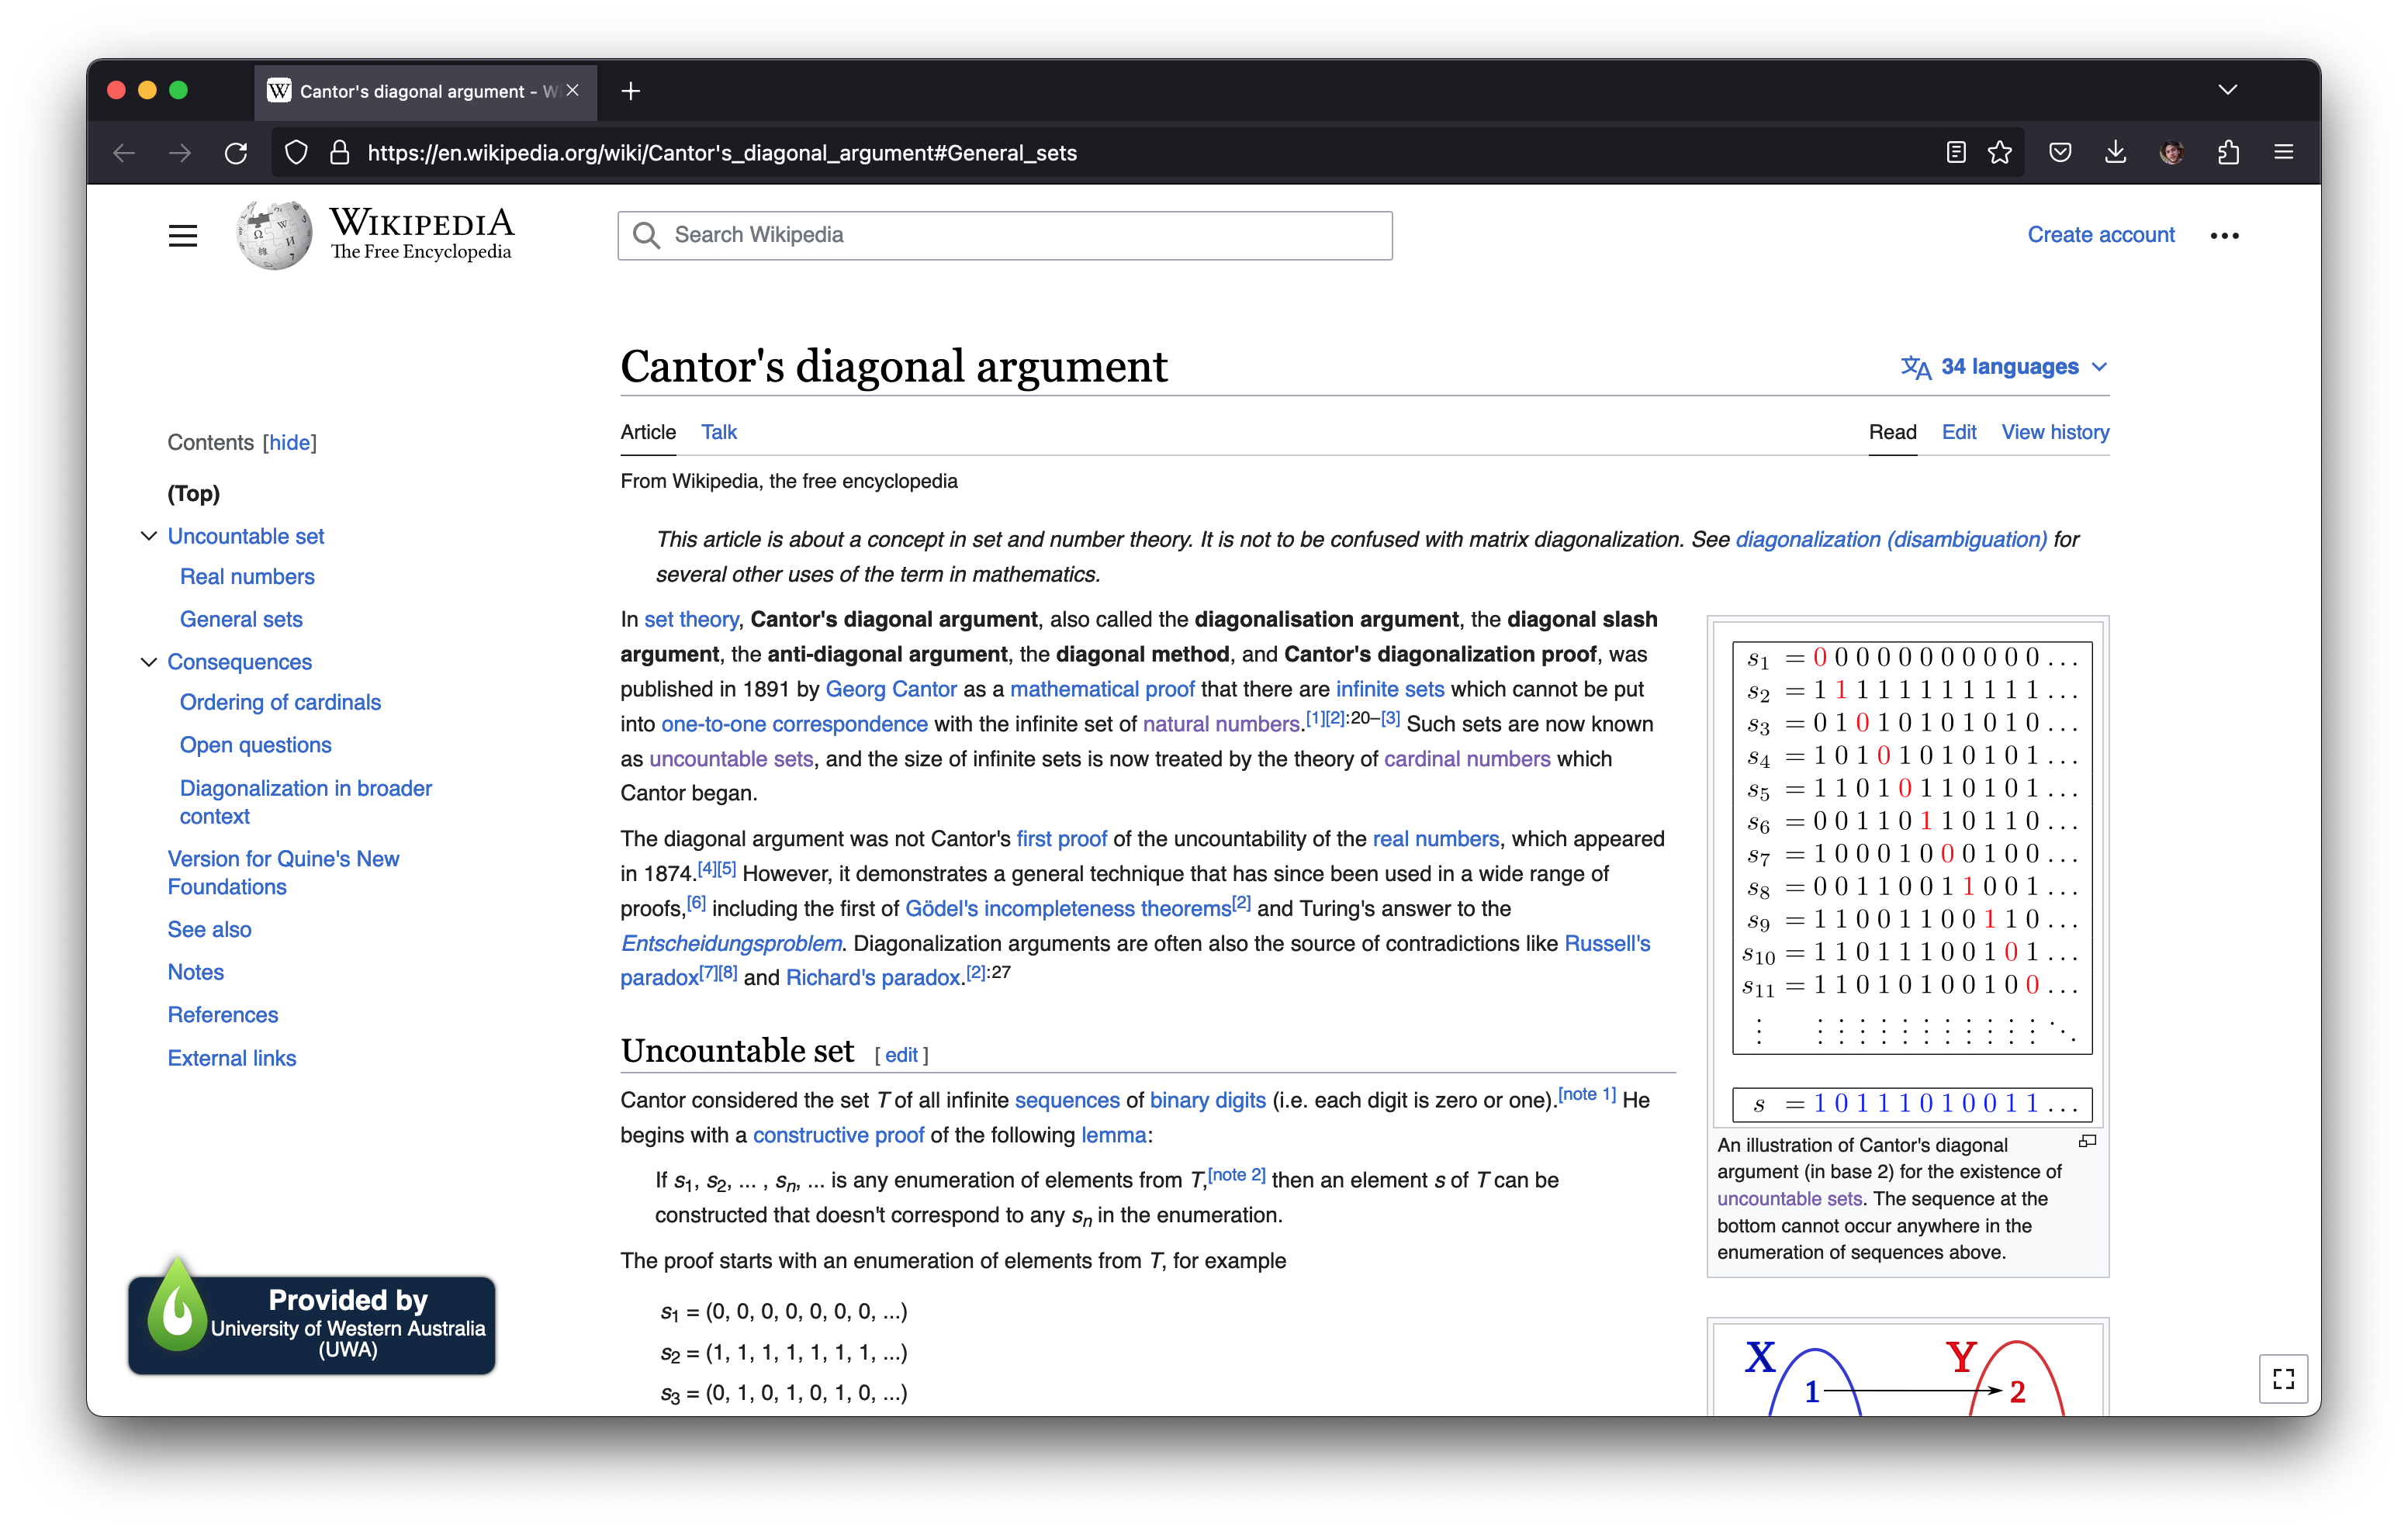 Cantor's diagonal argument - W
https://en.wikipedia.org/wiki/Cantor's_diagonal_argument#General_sets
WIKIPEDIA
The Free Encyclopedia
Search Wikipedia
Create account
Cantor's diagonal argument
34 languages
Article Talk
Read Edit View history
Contents [hide]
(Top)
Uncountable set
Real numbers
General sets
Consequences
Ordering of cardinals
Open questions
Diagonalization in broader
context
Version for Quine's New
Foundations
See also
Notes
References
External links
From Wikipedia, the free encyclopedia
This article is about a concept in set and number theory. It is not to be confused with matrix diagonalization. See diagonalization (disambiguation) for
several other uses of the term in mathematics.
In set theory, Cantor's diagonal argument, also called the diagonalisation argument, the diagonal slash
argument, the anti-diagonal argument, the diagonal method, and Cantor's diagonalization proof, was
published in 1891 by Georg Cantor as a mathematical proof that there are infinite sets which cannot be put
into one-to-one correspondence with the infinite set of natural numbers.[1][2]:20–[3] Such sets are now known
as uncountable sets, and the size of infinite sets is now treated by the theory of cardinal numbers which
Cantor began.
The diagonal argument was not Cantor's first proof of the uncountability of the real numbers, which appeared
in 1874.[4][5] However, it demonstrates a general technique that has since been used in a wide range of
proofs,[6] including the first of Gödel's incompleteness theorems[2] and Turing's answer to the
Entscheidungsproblem. Diagonalization arguments are often also the source of contradictions like Russell's
paradox[7][8] and Richard's paradox.[2]:27
Uncountable set [ edit ]
Cantor considered the set T of all infinite sequences of binary digits (i.e. each digit is zero or one).[note 1] He
begins with a constructive proof of the following lemma:
If s1, s2, ... , sn, ... is any enumeration of elements from T,[note 2] then an element s of T can be
constructed that doesn't correspond to any sn in the enumeration.
The proof starts with an enumeration of elements from T, for example
s1 = (0, 0, 0, 0, 0, 0, 0, ...)
s2 = (1, 1, 1, 1, 1, 1, 1, ...)
s3 = (0, 1, 0, 1, 0, 1, 0, ...)
s1 = 0 0 0 0 0 0 0 0 0 0 0 ...
s2 = 1 1 1 1 1 1 1 1 1 1 1 ...
s3 = 0 1 0 1 0 1 0 1 0 1 0 ...
s4 = 1 0 1 0 1 0 1 0 1 0 1 ...
s5 = 1 1 0 1 0 1 1 0 1 0 1 ...
s6 = 0 0 1 1 0 1 1 0 1 1 0 ...
s7 = 1 0 0 0 1 0 0 0 1 0 0 ...
s8 = 0 0 1 1 0 0 1 1 0 0 1 ...
s9 = 1 1 0 0 1 1 0 0 1 1 0 ...
s10 = 1 1 0 1 1 1 0 0 1 0 1 ...
s11 = 1 1 0 1 0 1 0 0 1 0 0 ...
⋮ ⋮ ⋮ ⋮ ⋮ ⋮ ⋮ ⋮ ⋮ ⋮ ⋮ ⋮ ⋱
s = 1 0 1 1 1 0 1 0 0 1 1 ...
An illustration of Cantor's diagonal
argument (in base 2) for the existence of
uncountable sets. The sequence at the
bottom cannot occur anywhere in the
enumeration of sequences above.
X Y
1 2
Provided by
University of Western Australia
(UWA)